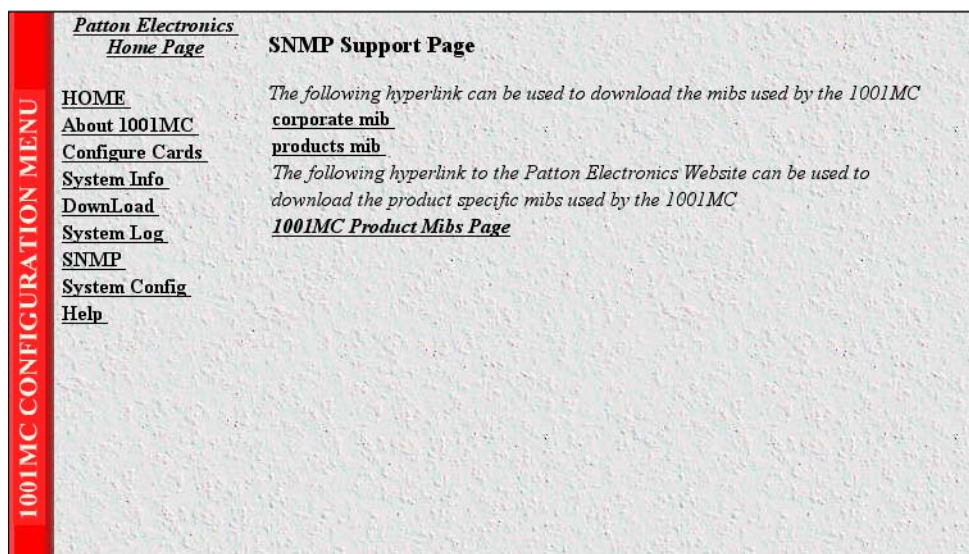 1001MC CONFIGURATION MENU
Patton Electronics
Home Page
HOME
About 1001MC
Configure Cards
System Info
DownLoad
System Log
SNMP
System Config
Help
SNMP Support Page
The following hyperlink can be used to download the mibs used by the 1001MC
corporate mib
products mib
The following hyperlink to the Patton Electronics Website can be used to
download the product specific mibs used by the 1001MC
1001MC Product Mibs Page